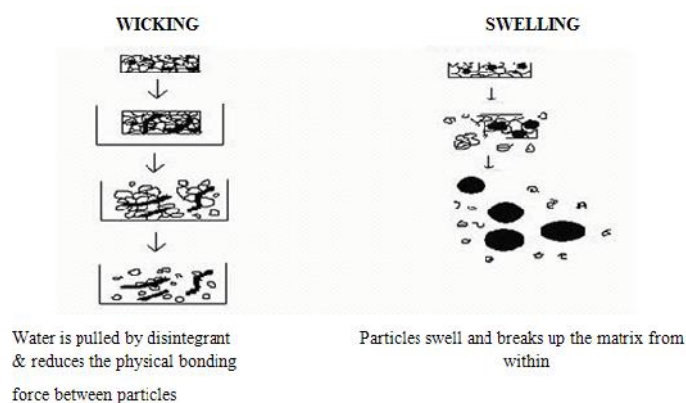 WICKING
SWELLING
Water is pulled by disintegrant
& reduces the physical bonding
force between particles
Particles swell and breaks up the matrix from
within